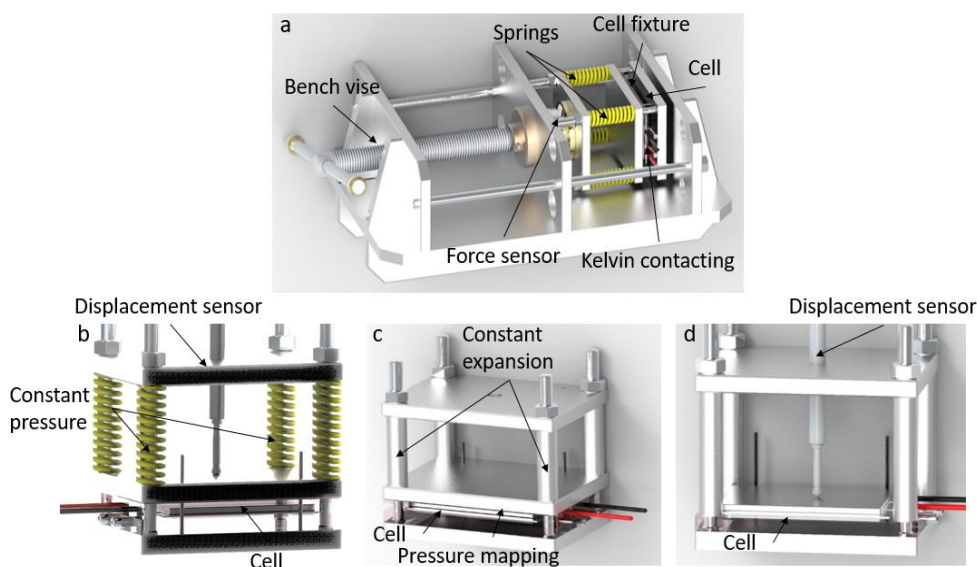 a
Springs
Cell fixture
Cell
Bench vise
Force sensor
Kelvin contacting
Displacement sensor
b
Constant
pressure
Cell
c
Constant
expansion
Cell
Pressure mapping
Displacement sensor
d
Cell